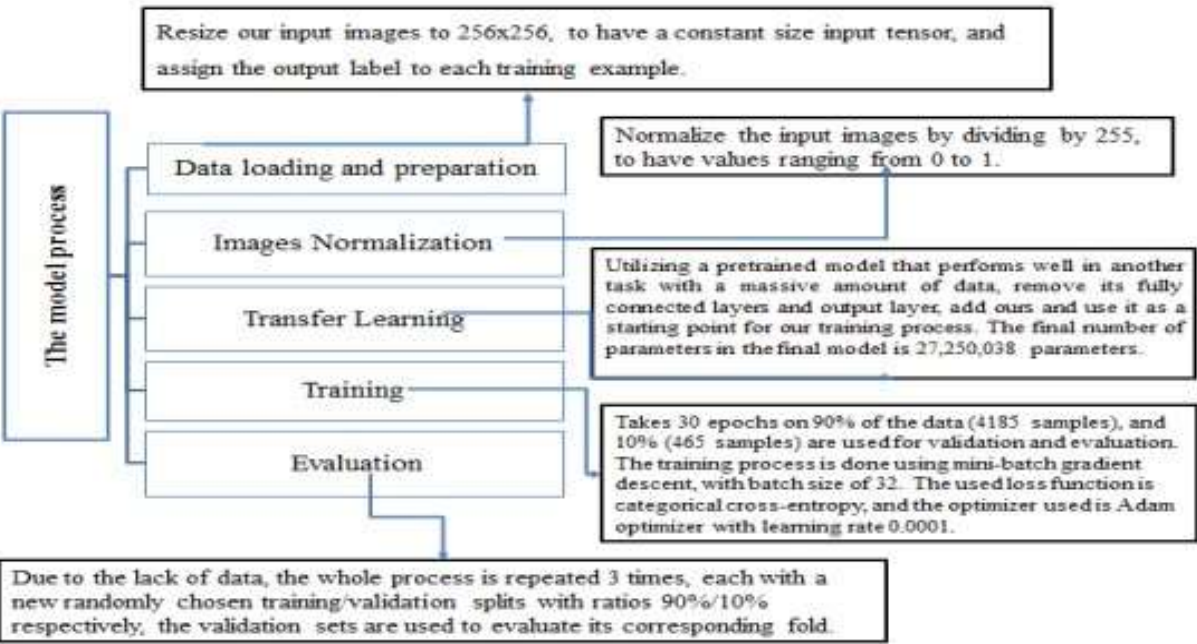 Resize our input images to 256x256, to have a constant size input tensor, and
assign the output label to each training example.
The model process
Data loading and preparation
Normalize the input images by dividing by 255,
to have values ranging from 0 to 1.
Images Normalization
Utilizing a pretrained model that performs well in another
task with a massive amount of data, remove its fully
connected layers and output layer, add ours and use it as a
starting point for our training process. The final number of
parameters in the final model is 27,250,038 parameters.
Transfer Learning
Training
Takes 30 epochs on 90% of the data (4185 samples), and
10% (465 samples) are used for validation and evaluation.
The training process is done using mini-batch gradient
descent, with batch size of 32. The used loss function is
categorical cross-entropy, and the optimizer used is Adam
optimizer with learning rate 0.0001.
Evaluation
Due to the lack of data, the whole process is repeated 3 times, each with a
new randomly chosen training/validation splits with ratios 90%/10%
respectively, the validation sets are used to evaluate its corresponding fold.